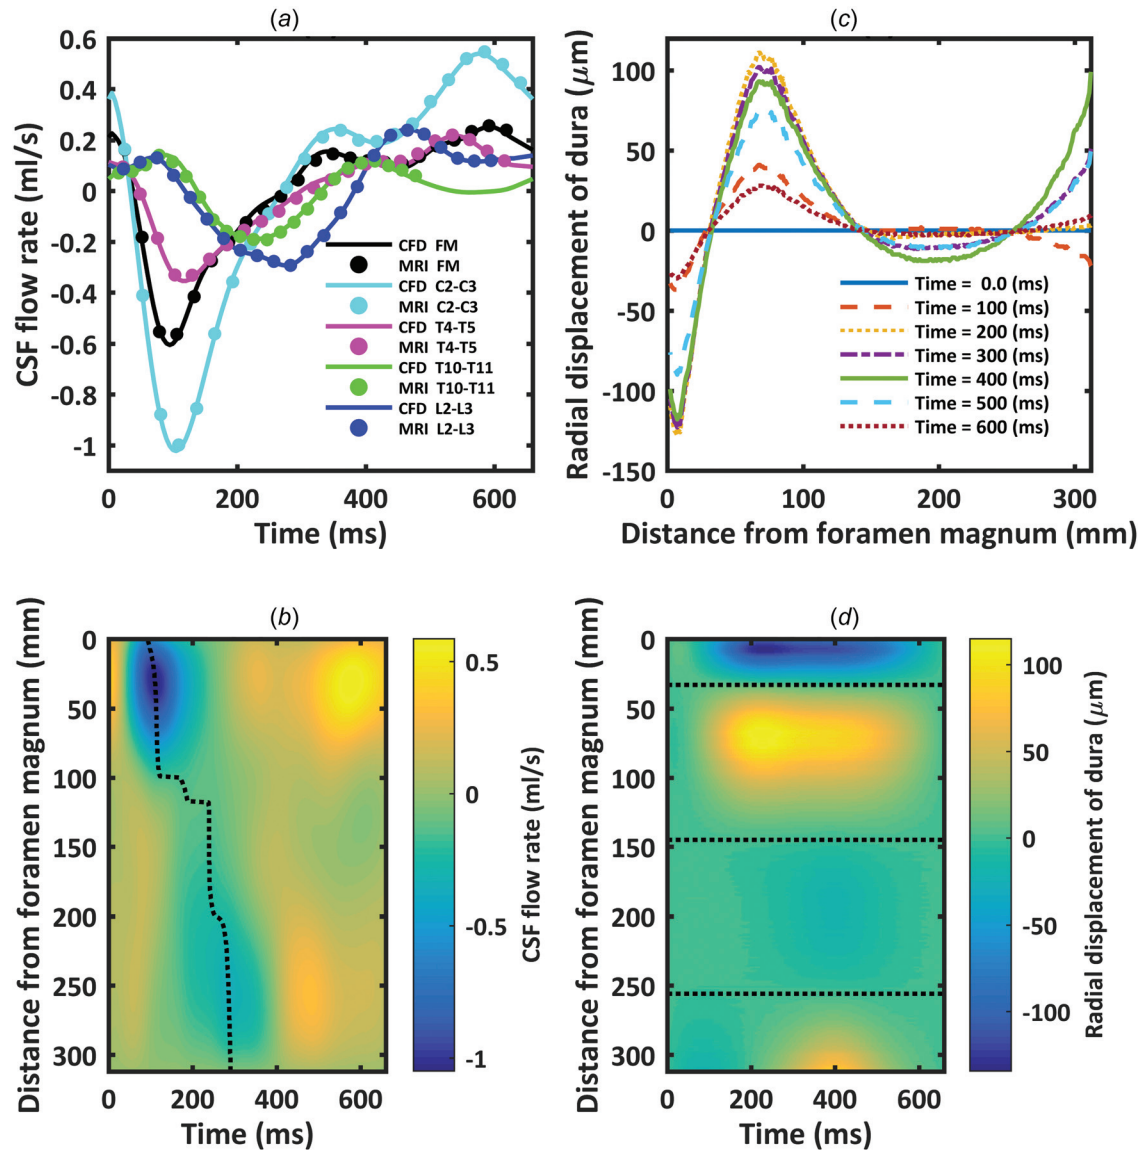 (a)
CSF flow rate (ml/s)
0.6
0.4
0.2
0
-0.2
-0.4
-0.6
-0.8
-1
CFD FM
MRI FM
CFD C2-C3
MRI C2-C3
CFD T4-T5
MRI T4-T5
CFD T10-T11
MRI T10-T11
CFD L2-L3
MRI L2-L3
0 200 400 600
Time (ms)
(c)
Radial displacement of dura (μm)
100
50
0
-50
-100
-150
Time = 0.0 (ms)
Time = 100 (ms)
Time = 200 (ms)
Time = 300 (ms)
Time = 400 (ms)
Time = 500 (ms)
Time = 600 (ms)
0 100 200 300
Distance from foramen magnum (mm)
(b)
Distance from foramen magnum (mm)
0
50
100
150
200
250
300
0 200 400 600
Time (ms)
0.5
0
-0.5
-1
CSF flow rate (ml/s)
(d)
Distance from foramen magnum (mm)
0
50
100
150
200
250
300
0 200 400 600
Time (ms)
100
50
0
-50
-100
Radial displacement of dura (μm)